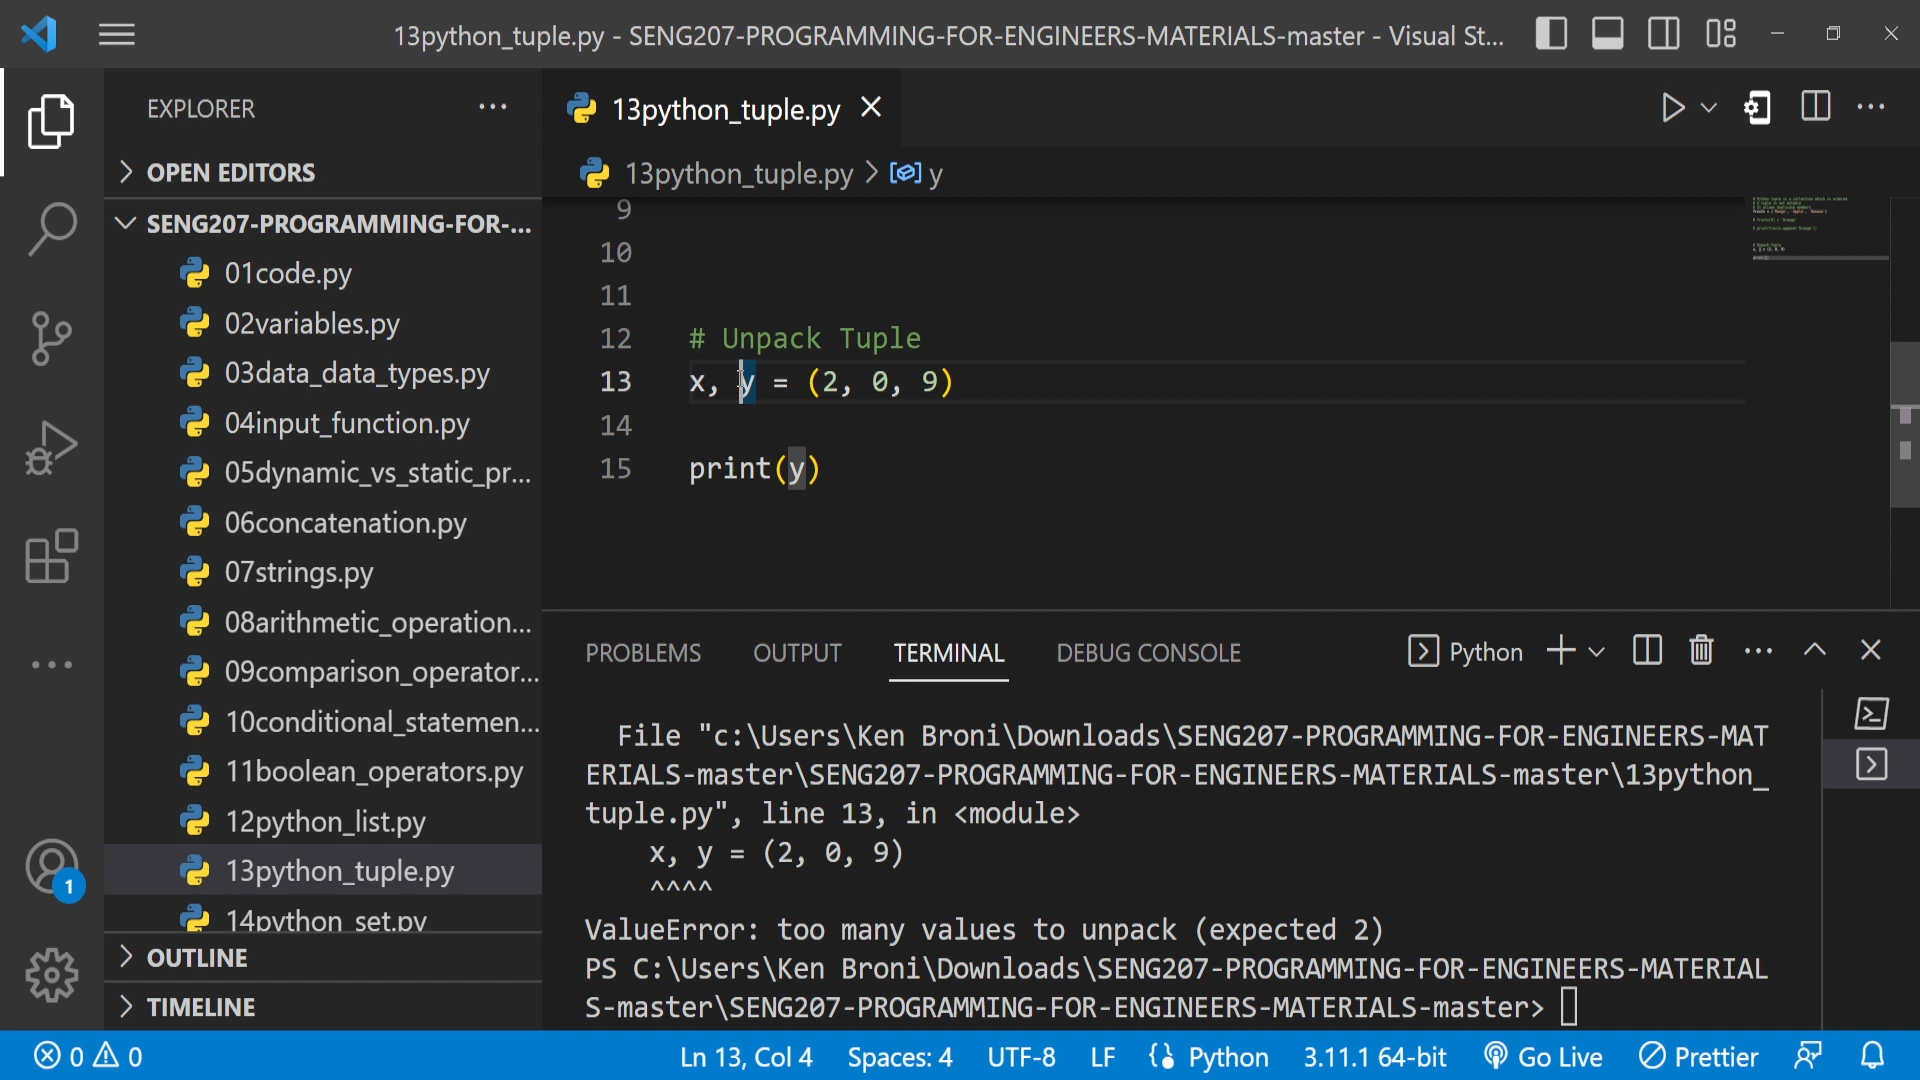 13python_tuple.py - SENG207-PROGRAMMING-FOR-ENGINEERS-MATERIALS-master - Visual St...
EXPLORER
OPEN EDITORS
SENG207-PROGRAMMING-FOR-...
01code.py
02variables.py
03data_data_types.py
04input_function.py
05dynamic_vs_static_pr...
06concatenation.py
07strings.py
08arithmetic_operation...
09comparison_operator...
10conditional_statemen...
11boolean_operators.py
12python_list.py
13python_tuple.py
14python_set.py
OUTLINE
TIMELINE
1
13python_tuple.py
13python_tuple.py > y
9
10
11
12 # Unpack Tuple
13 x, y = (2, 0, 9)
14
15 print(y)
PROBLEMS OUTPUT TERMINAL DEBUG CONSOLE Python
File "c:\Users\Ken Broni\Downloads\SENG207-PROGRAMMING-FOR-ENGINEERS-MAT
ERIALS-master\SENG207-PROGRAMMING-FOR-ENGINEERS-MATERIALS-master\13python_
tuple.py", line 13, in <module>
x, y = (2, 0, 9)
^^^^
ValueError: too many values to unpack (expected 2)
PS C:\Users\Ken Broni\Downloads\SENG207-PROGRAMMING-FOR-ENGINEERS-MATERIAL
S-master\SENG207-PROGRAMMING-FOR-ENGINEERS-MATERIALS-master>
0 0 Ln 13, Col 4 Spaces: 4 UTF-8 LF Python 3.11.1 64-bit Go Live Prettier